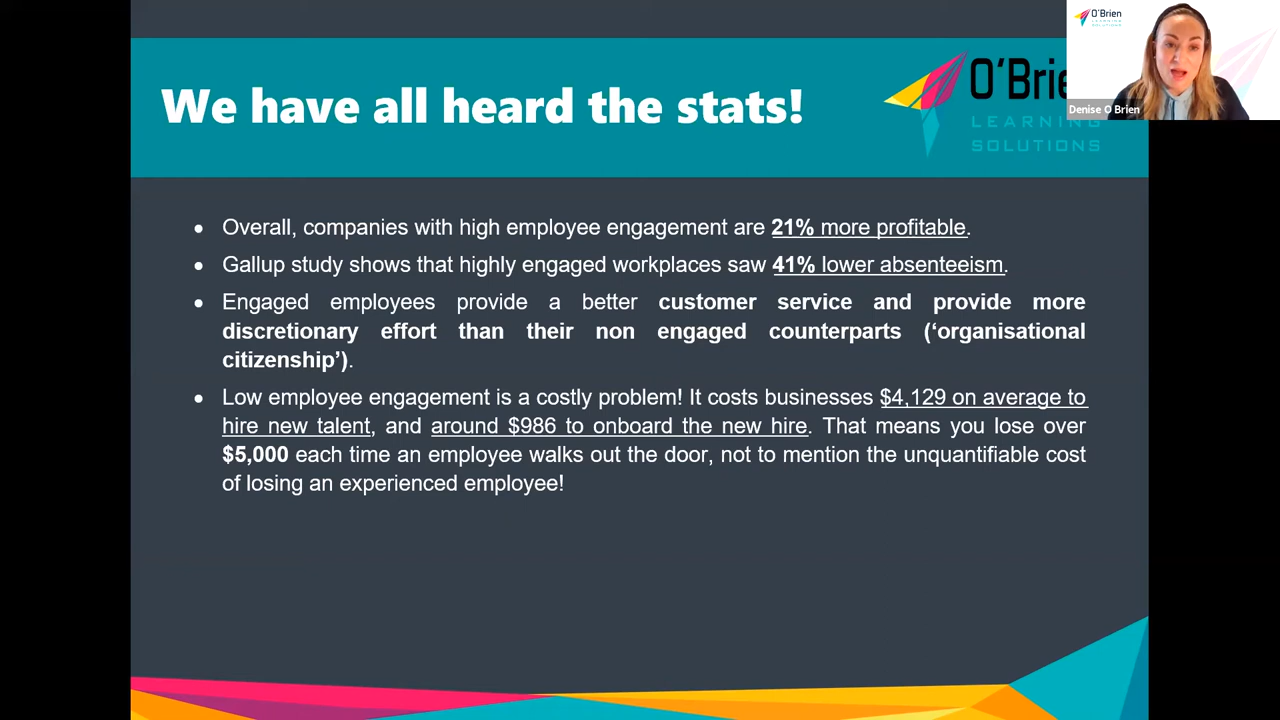 We have all heard the stats!
O'Brie
LEARNING
SOLUTIONS
O'Brien
LEARNING
SOLUTIONS
Denise O Brien
• Overall, companies with high employee engagement are 21% more profitable.
• Gallup study shows that highly engaged workplaces saw 41% lower absenteeism.
• Engaged employees provide a better customer service and provide more
discretionary effort than their non engaged counterparts (‘organisational
citizenship’).
• Low employee engagement is a costly problem! It costs businesses $4,129 on average to
hire new talent, and around $986 to onboard the new hire. That means you lose over
$5,000 each time an employee walks out the door, not to mention the unquantifiable cost
of losing an experienced employee!